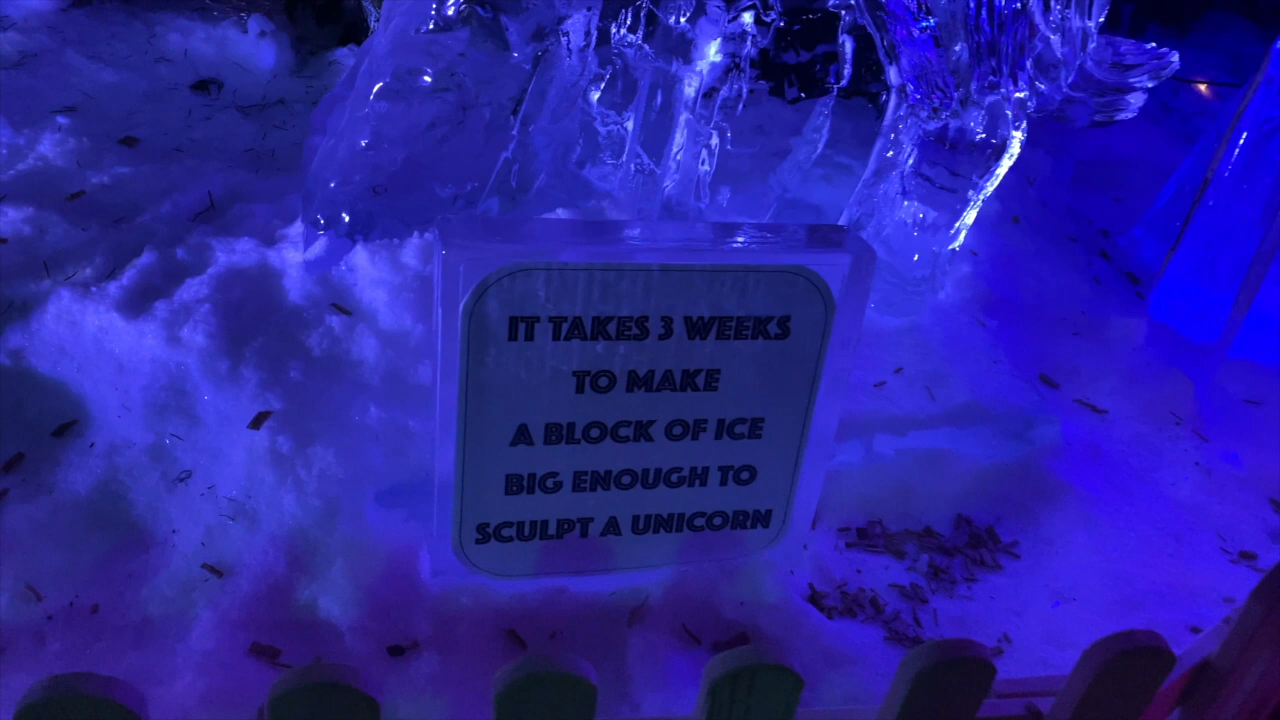 IT TAKES 3 WEEKS
TO MAKE
A BLOCK OF ICE
BIG ENOUGH TO
SCULPT A UNICORN